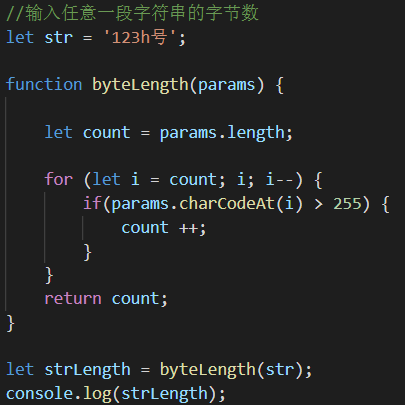 //输入任意一段字符串的字节数
let str = '123h号';
function byteLength(params) {
let count = params.length;
for (let i = count; i; i--) {
if(params.charCodeAt(i) > 255) {
count ++;
}
}
return count;
}
let strLength = byteLength(str);
console.log(strLength);